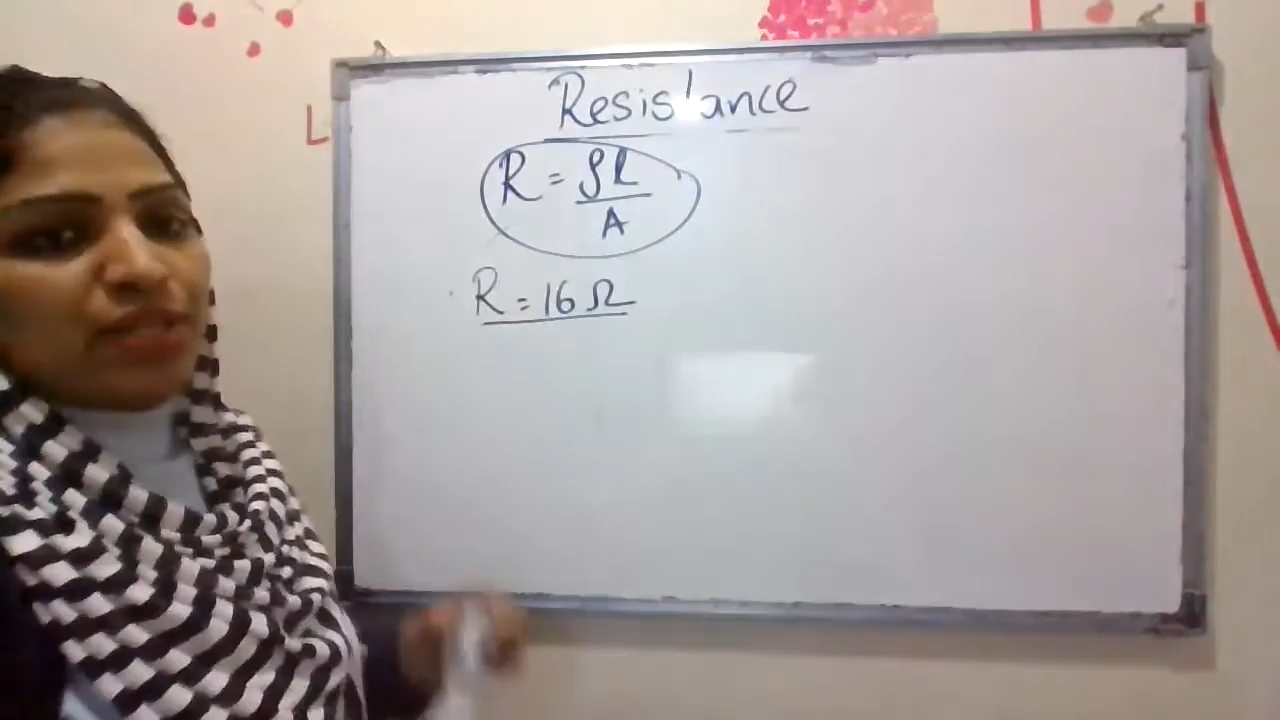 Resistance
R = ρL/A
R = 16 Ω
L